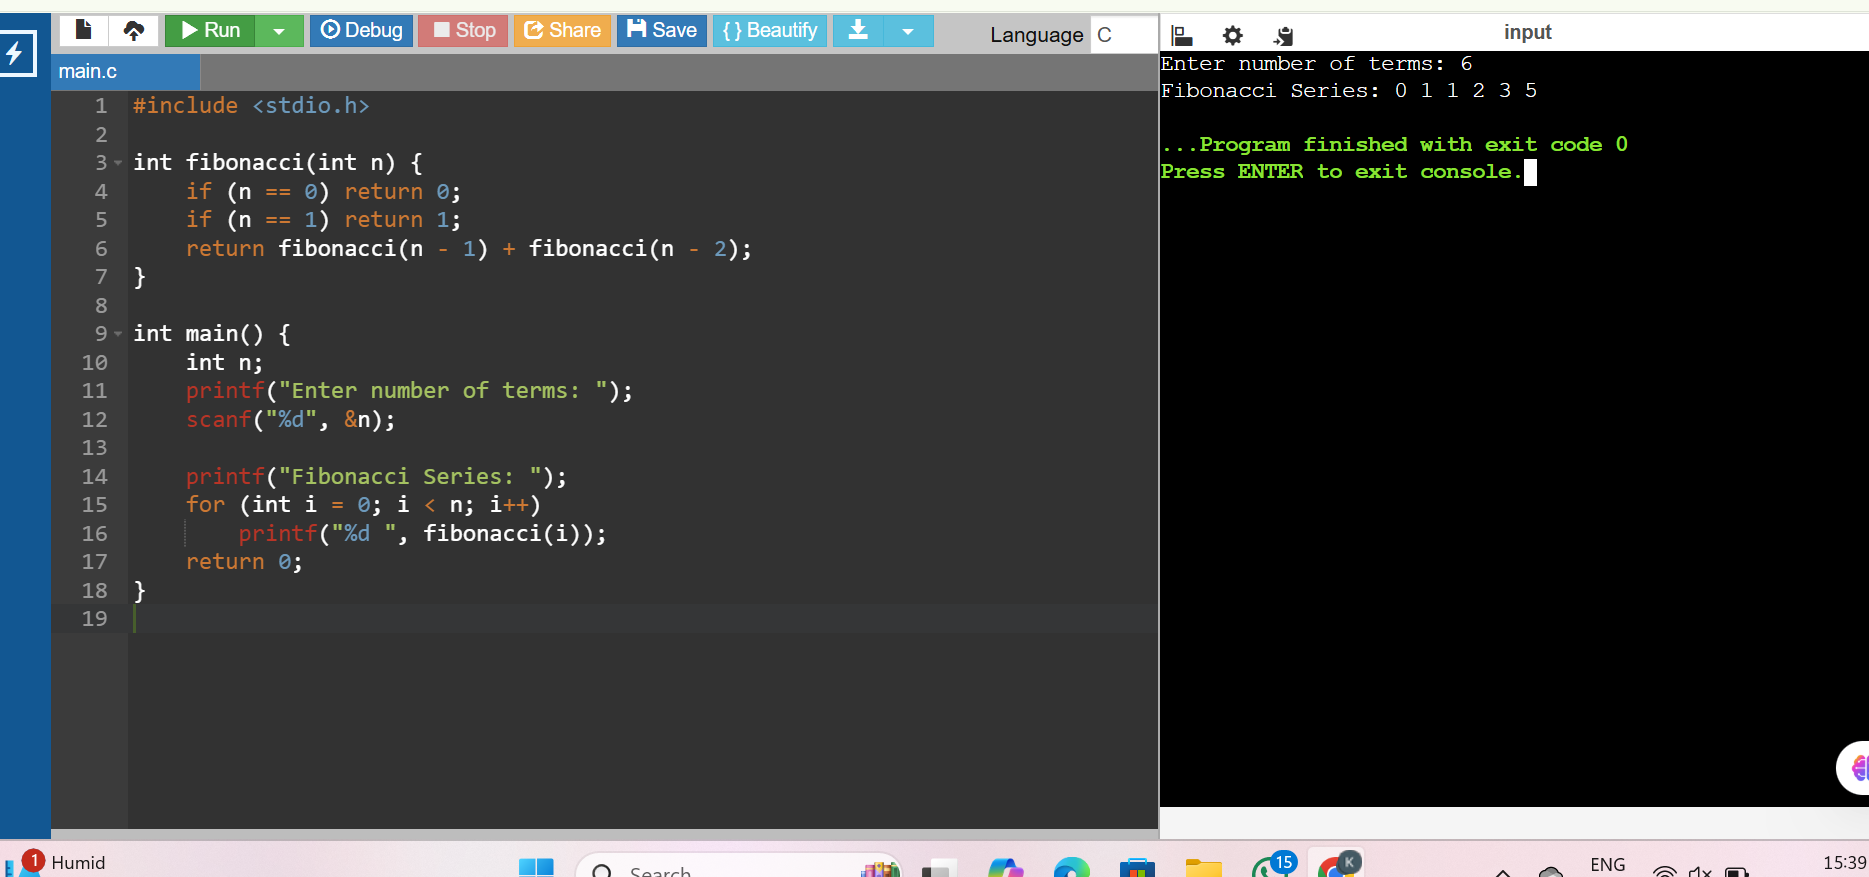 Run
Debug
Stop
Share
Save
{ } Beautify
Language C
input
main.c
1 #include <stdio.h>
2
3 int fibonacci(int n) {
4     if (n == 0) return 0;
5     if (n == 1) return 1;
6     return fibonacci(n - 1) + fibonacci(n - 2);
7 }
8
9 int main() {
10     int n;
11     printf("Enter number of terms: ");
12     scanf("%d", &n);
13
14     printf("Fibonacci Series: ");
15     for (int i = 0; i < n; i++)
16         printf("%d ", fibonacci(i));
17     return 0;
18 }
19
Enter number of terms: 6
Fibonacci Series: 0 1 1 2 3 5
...Program finished with exit code 0
Press ENTER to exit console.
1
Humid
Search
15
K
ENG
15:39